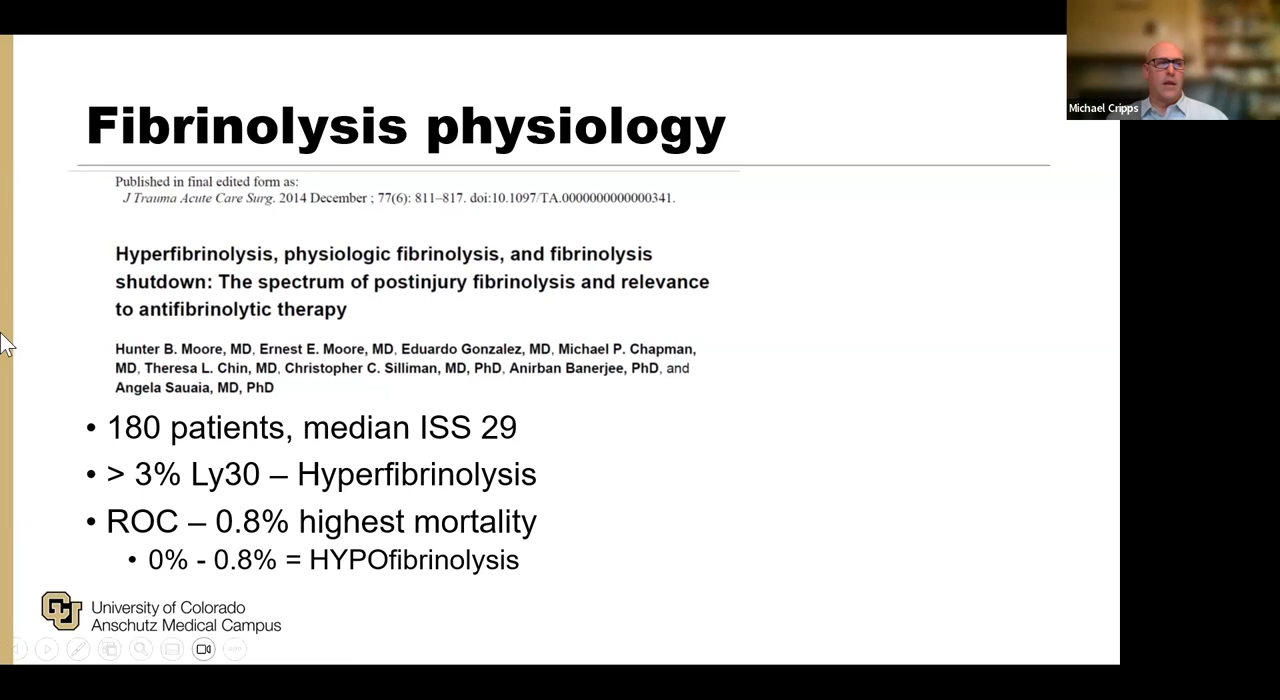 Michael Cripps
Fibrinolysis physiology
Published in final edited form as:
J Trauma Acute Care Surg. 2014 December ; 77(6): 811–817. doi:10.1097/TA.0000000000000341.
Hyperfibrinolysis, physiologic fibrinolysis, and fibrinolysis
shutdown: The spectrum of postinjury fibrinolysis and relevance
to antifibrinolytic therapy
Hunter B. Moore, MD, Ernest E. Moore, MD, Eduardo Gonzalez, MD, Michael P. Chapman,
MD, Theresa L. Chin, MD, Christopher C. Silliman, MD, PhD, Anirban Banerjee, PhD, and
Angela Sauaia, MD, PhD
• 180 patients, median ISS 29
• > 3% Ly30 – Hyperfibrinolysis
• ROC – 0.8% highest mortality
• 0% - 0.8% = HYPOfibrinolysis
CU
University of Colorado
Anschutz Medical Campus